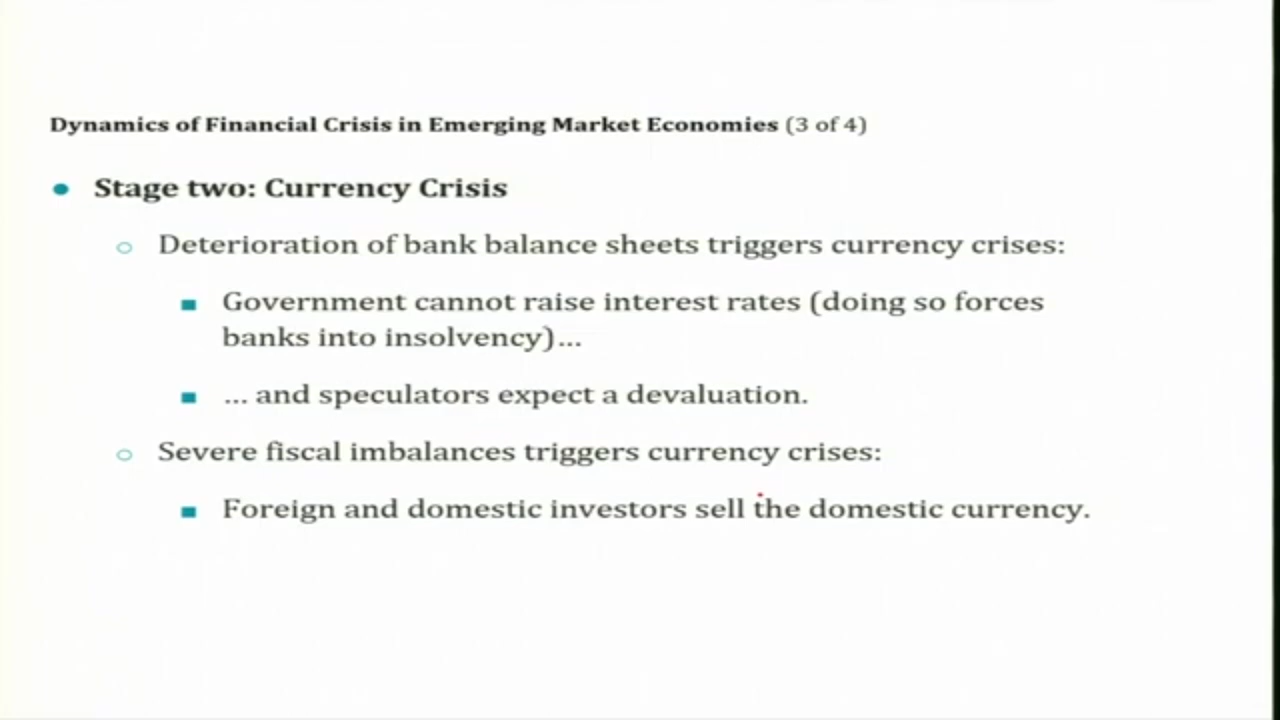 Dynamics of Financial Crisis in Emerging Market Economies (3 of 4)
Stage two: Currency Crisis
Deterioration of bank balance sheets triggers currency crises:
Government cannot raise interest rates (doing so forces
banks into insolvency)...
... and speculators expect a devaluation.
Severe fiscal imbalances triggers currency crises:
Foreign and domestic investors sell the domestic currency.